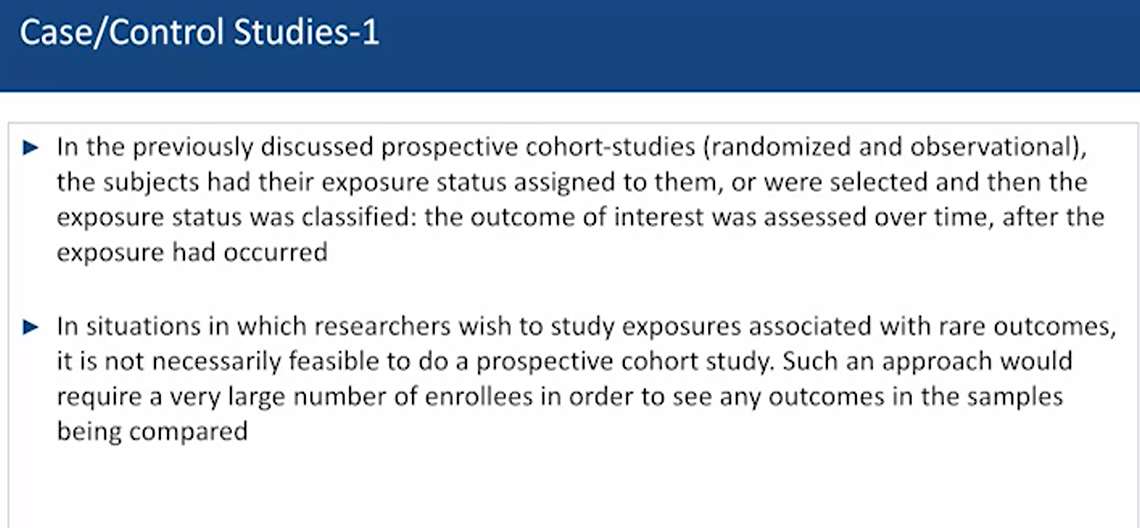 Case/Control Studies-1
► In the previously discussed prospective cohort-studies (randomized and observational),
the subjects had their exposure status assigned to them, or were selected and then the
exposure status was classified: the outcome of interest was assessed over time, after the
exposure had occurred
► In situations in which researchers wish to study exposures associated with rare outcomes,
it is not necessarily feasible to do a prospective cohort study. Such an approach would
require a very large number of enrollees in order to see any outcomes in the samples
being compared